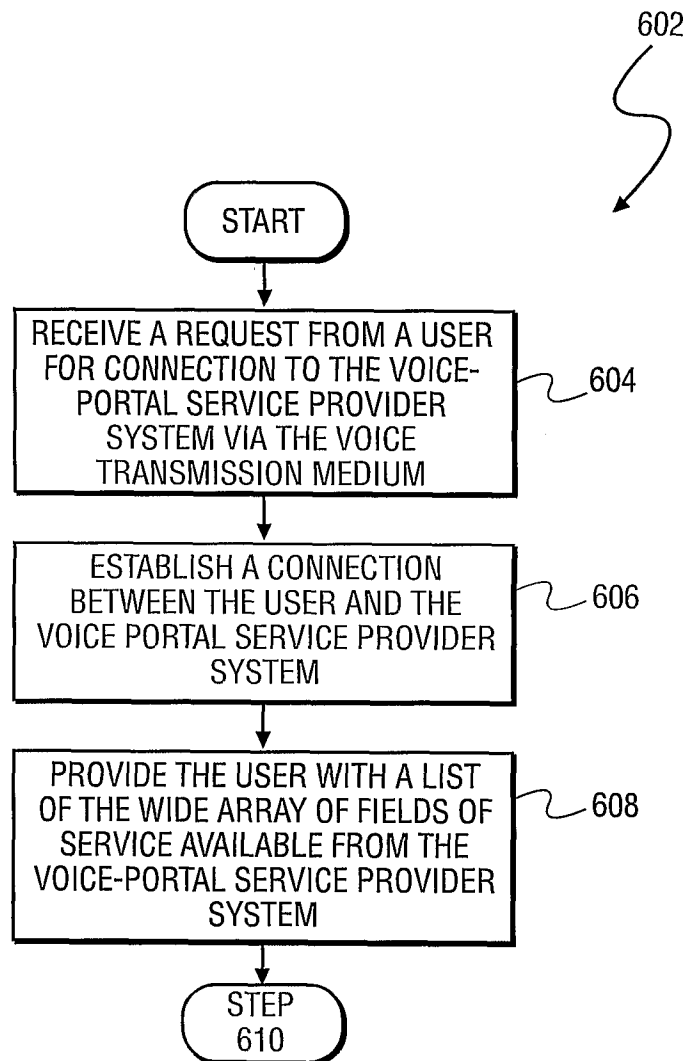 602
START
RECEIVE A REQUEST FROM A USER
FOR CONNECTION TO THE VOICE-
PORTAL SERVICE PROVIDER
SYSTEM VIA THE VOICE
TRANSMISSION MEDIUM
604
ESTABLISH A CONNECTION
BETWEEN THE USER AND THE
VOICE PORTAL SERVICE PROVIDER
SYSTEM
606
PROVIDE THE USER WITH A LIST
OF THE WIDE ARRAY OF FIELDS OF
SERVICE AVAILABLE FROM THE
VOICE-PORTAL SERVICE PROVIDER
SYSTEM
608
STEP
610